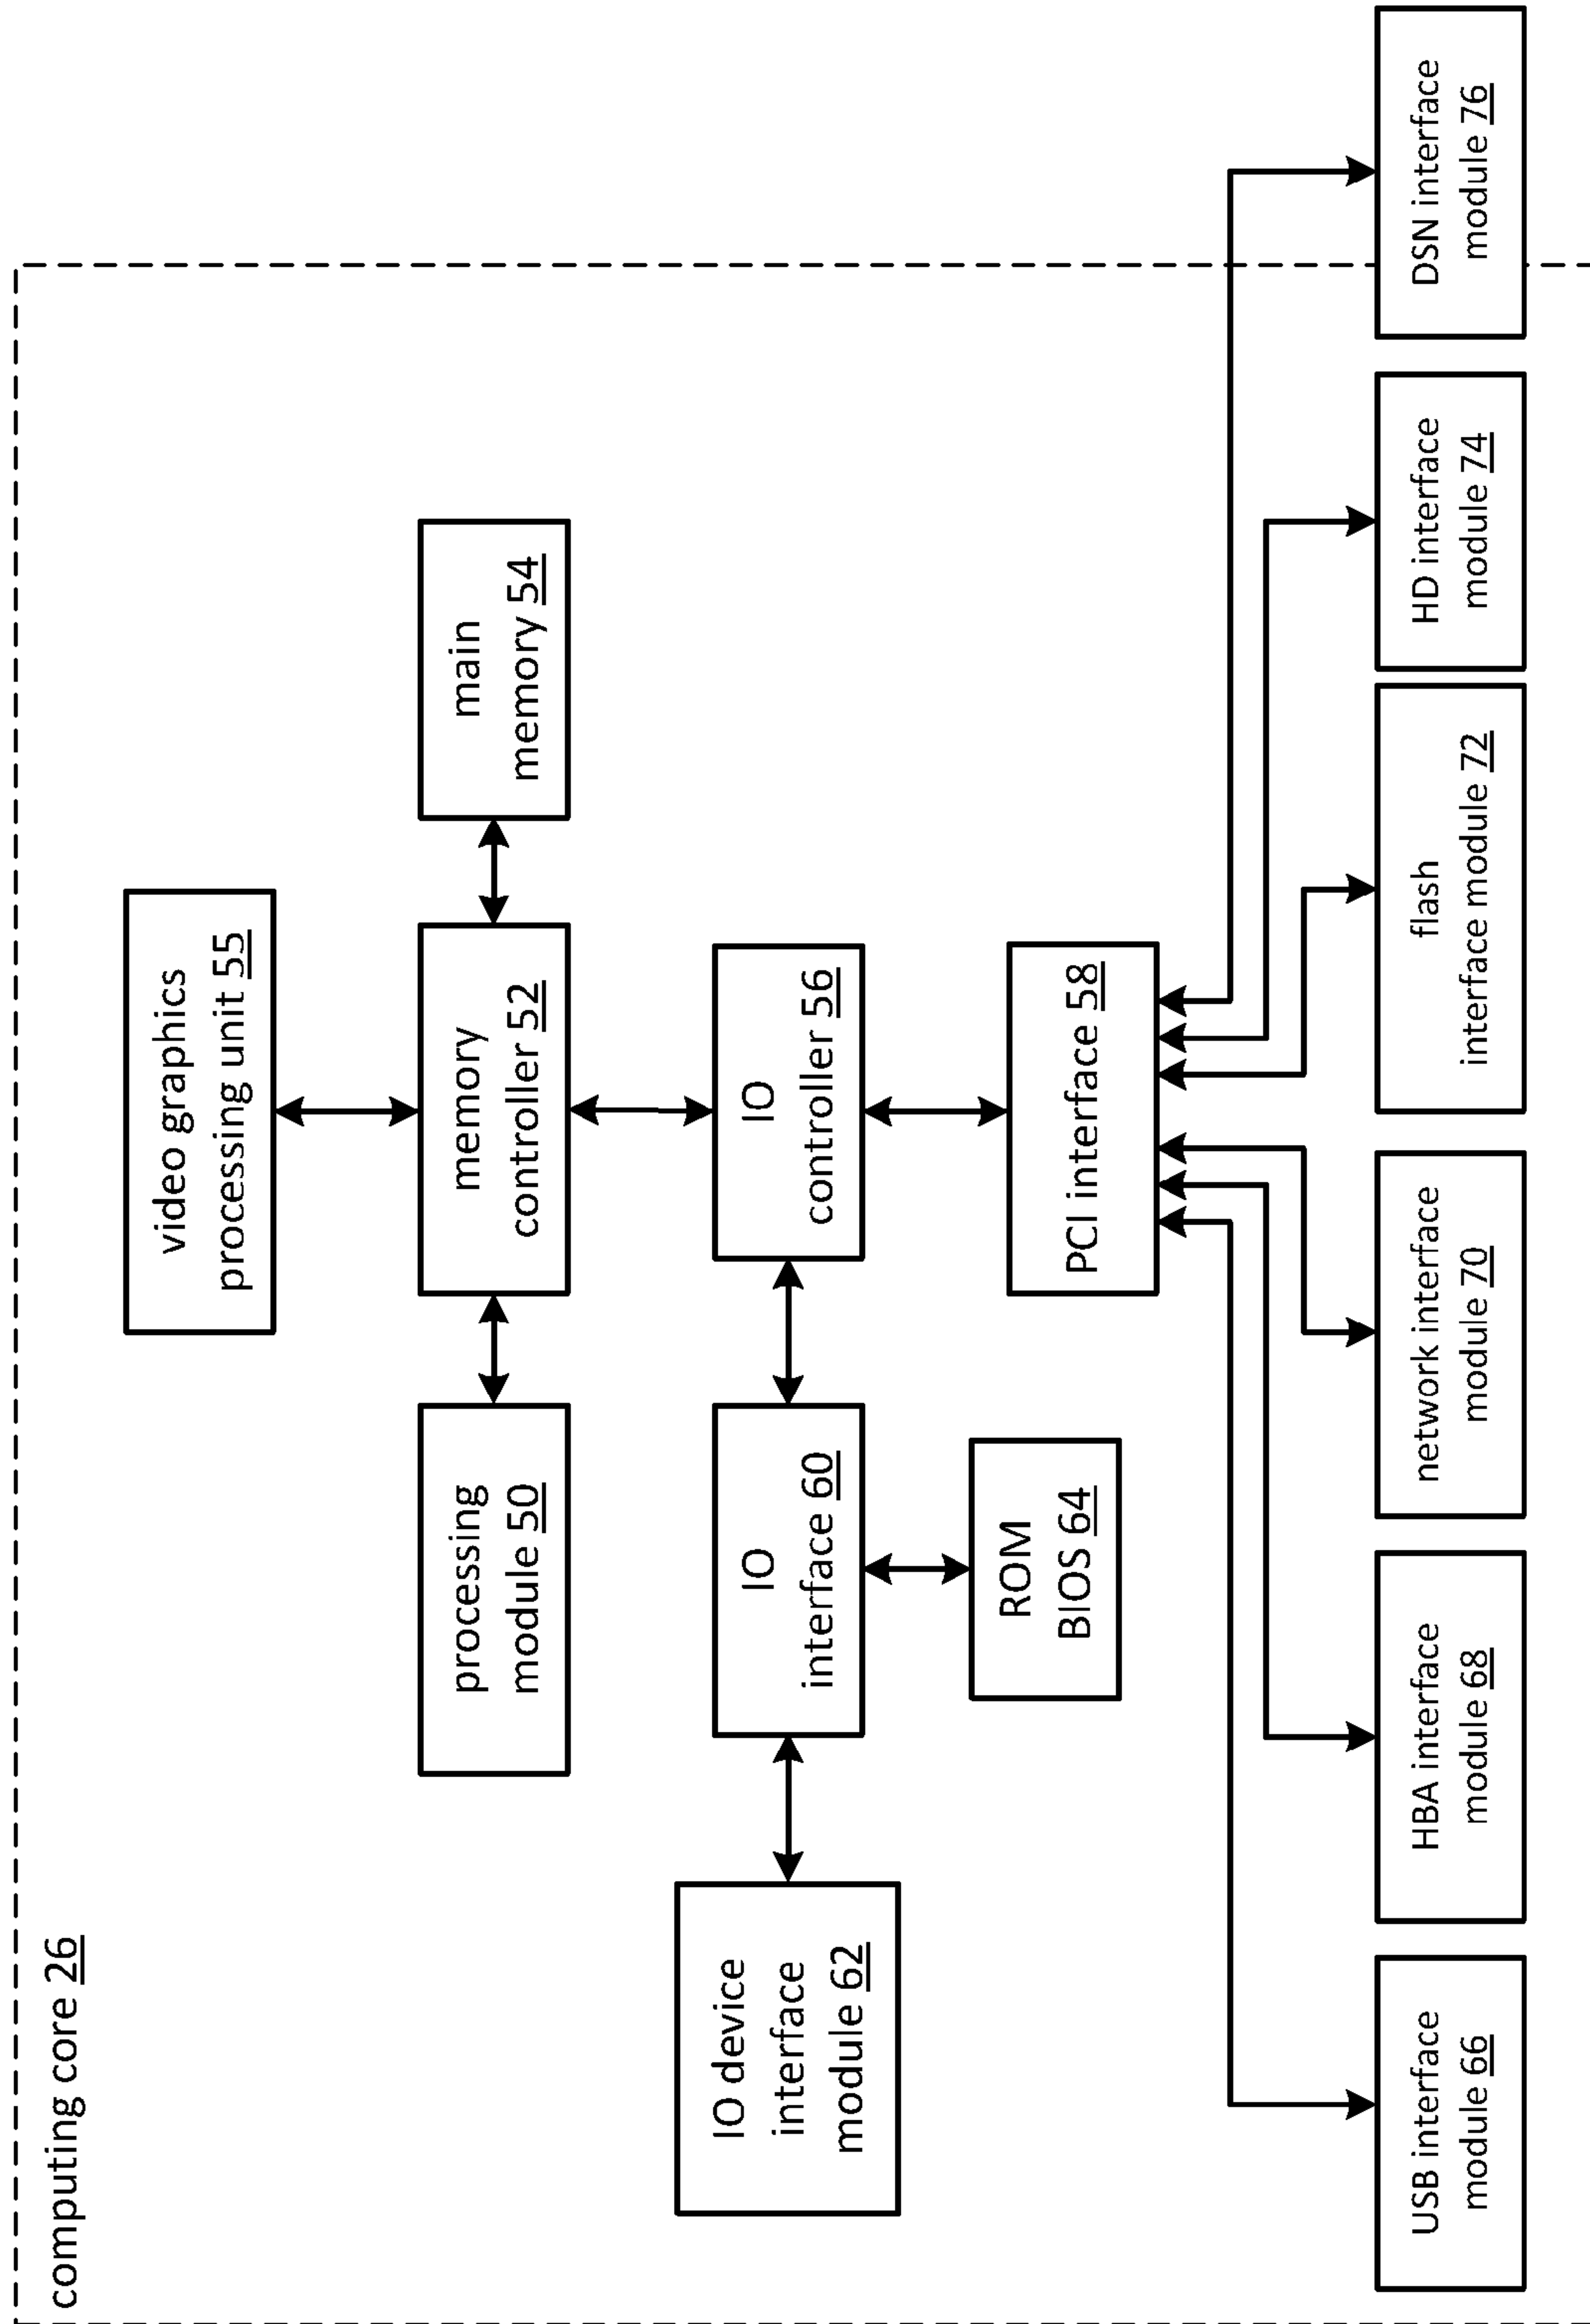 computing core 26
video graphics
processing unit 55
processing
module 50
memory
controller 52
main
memory 54
IO device
interface
module 62
IO
interface 60
IO
controller 56
ROM
BIOS 64
PCI interface 58
USB interface
module 66
HBA interface
module 68
network interface
module 70
flash
interface module 72
HD interface
module 74
DSN interface
module 76